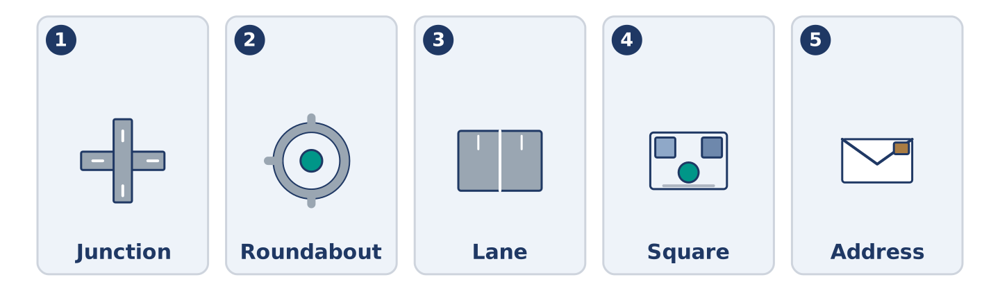 1
Junction
2
Roundabout
3
Lane
4
Square
5
Address